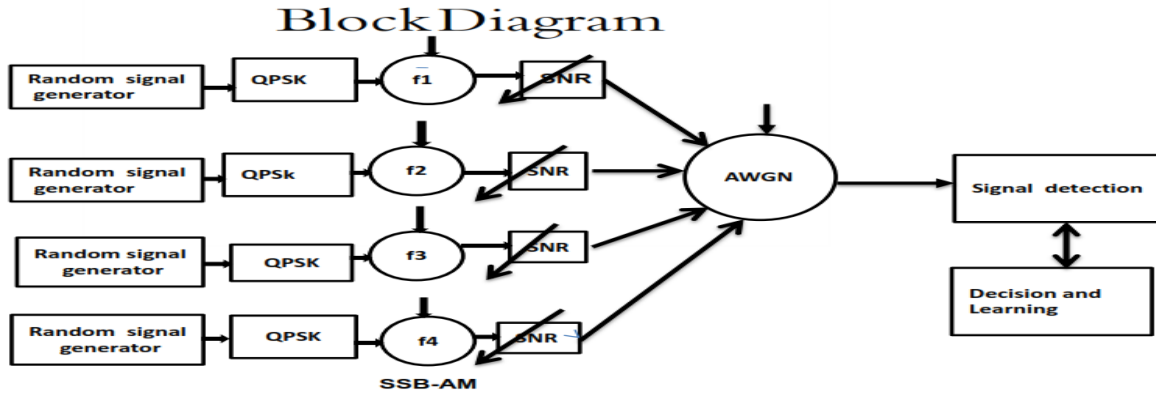 Block Diagram
Random signal
generator
QPSK
f1
SNR
Random signal
generator
QPSk
f2
SNR
AWGN
Signal detection
Random signal
generator
QPSK
f3
SNR
Decision and
Learning
Random signal
generator
QPSK
f4
SNR
SSB-AM